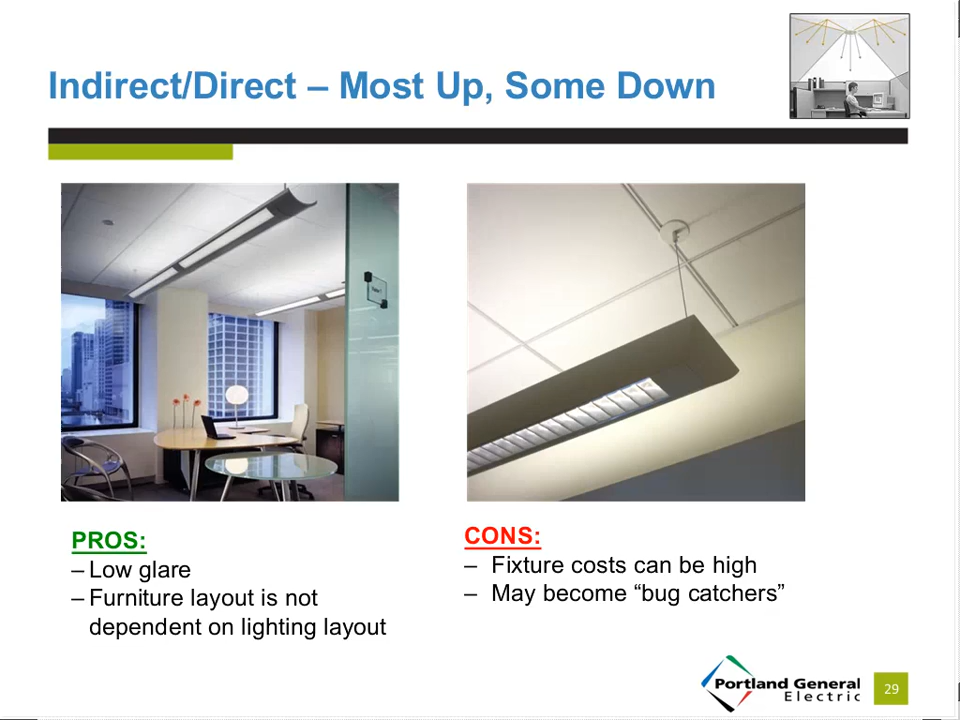 Indirect/Direct – Most Up, Some Down
PROS:
– Low glare
– Furniture layout is not
dependent on lighting layout
CONS:
– Fixture costs can be high
– May become “bug catchers”
Portland General
Electric
29